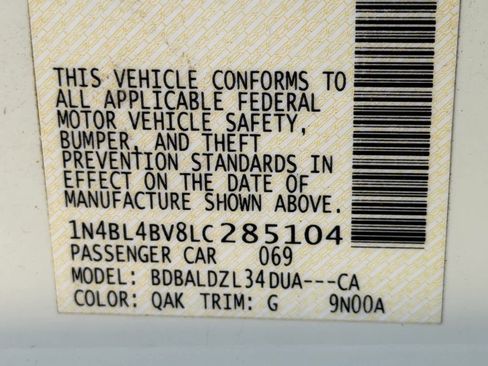 THIS VEHICLE CONFORMS TO
ALL APPLICABLE FEDERAL
MOTOR VEHICLE SAFETY,
BUMPER, AND THEFT
PREVENTION STANDARDS IN
EFFECT ON THE DATE OF
MANUFACTURE SHOWN ABOVE.
1N4BL4BV8LC285104
PASSENGER CAR 069
MODEL: BDBALDZL34DUA---CA
COLOR: QAK TRIM: G 9N00A